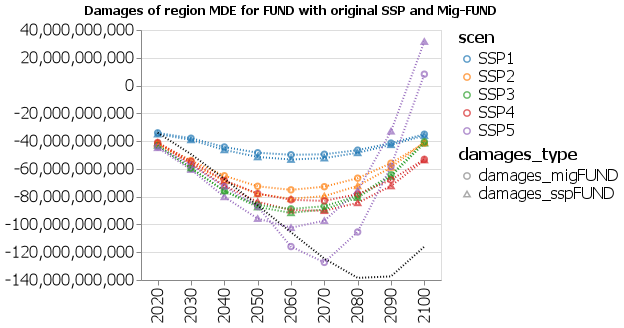 Damages of region MDE for FUND with original SSP and Mig-FUND
40,000,000,000
20,000,000,000
0
-20,000,000,000
-40,000,000,000
-60,000,000,000
-80,000,000,000
-100,000,000,000
-120,000,000,000
-140,000,000,000
2020
2030
2040
2050
2060
2070
2080
2090
2100
scen
SSP1
SSP2
SSP3
SSP4
SSP5
damages_type
damages_migFUND
damages_sspFUND